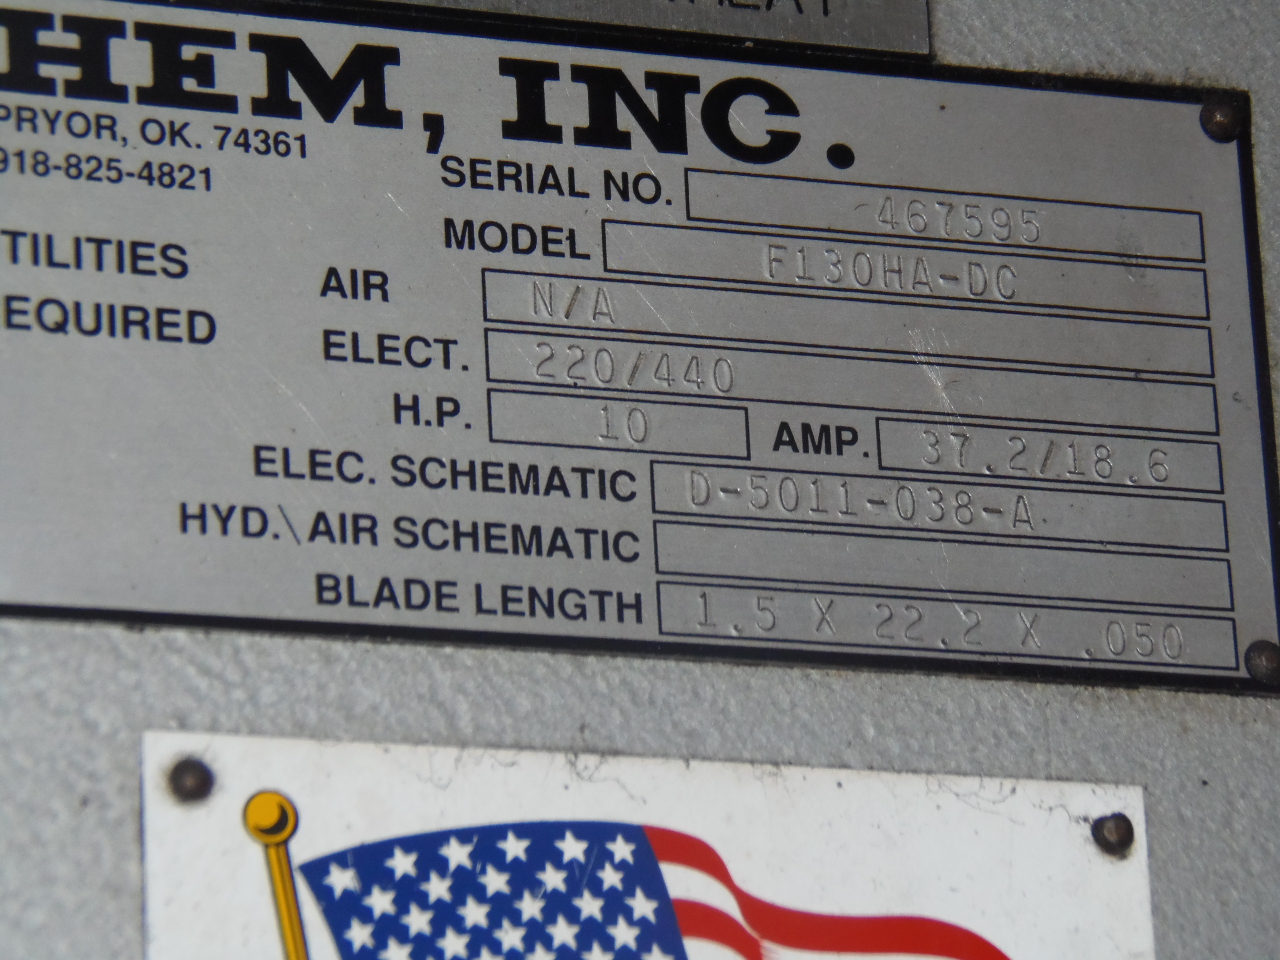 HEM, INC.
PRYOR, OK. 74361
918-825-4821
SERIAL NO. 467595
MODEL F130HA-DC
TILITIES
EQUIRED
AIR N/A
ELECT. 220/440
H.P. 10 AMP. 37.2/18.6
ELEC. SCHEMATIC D-5011-038-A
HYD.\AIR SCHEMATIC
BLADE LENGTH 1.5 X 22.2 X .050